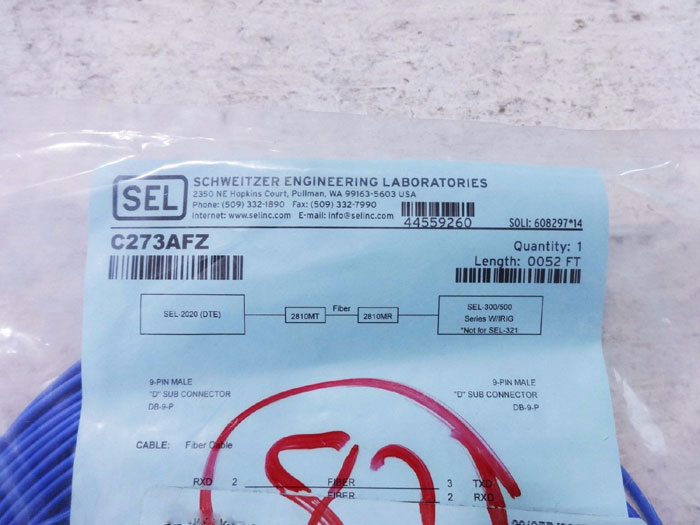 SEL
SCHWEITZER ENGINEERING LABORATORIES
2350 NE Hopkins Court, Pullman, WA 99163-5603 USA
Phone: (509) 332-1890 Fax: (509) 332-7990
Internet: www.selinc.com E-mail: info@selinc.com
44559260
SOLI: 608297*14
C273AFZ
Quantity: 1
Length: 0052 FT
SEL-2020 (DTE)
2810MT
Fiber
2810MR
SEL-300/500
Series W/IRIG
*Not for SEL-321
9-PIN MALE
"D" SUB CONNECTOR
DB-9-P
9-PIN MALE
"D" SUB CONNECTOR
DB-9-P
CABLE: Fiber Cable
RXD 2 FIBER 3 TXD
FIBER 2 RXD